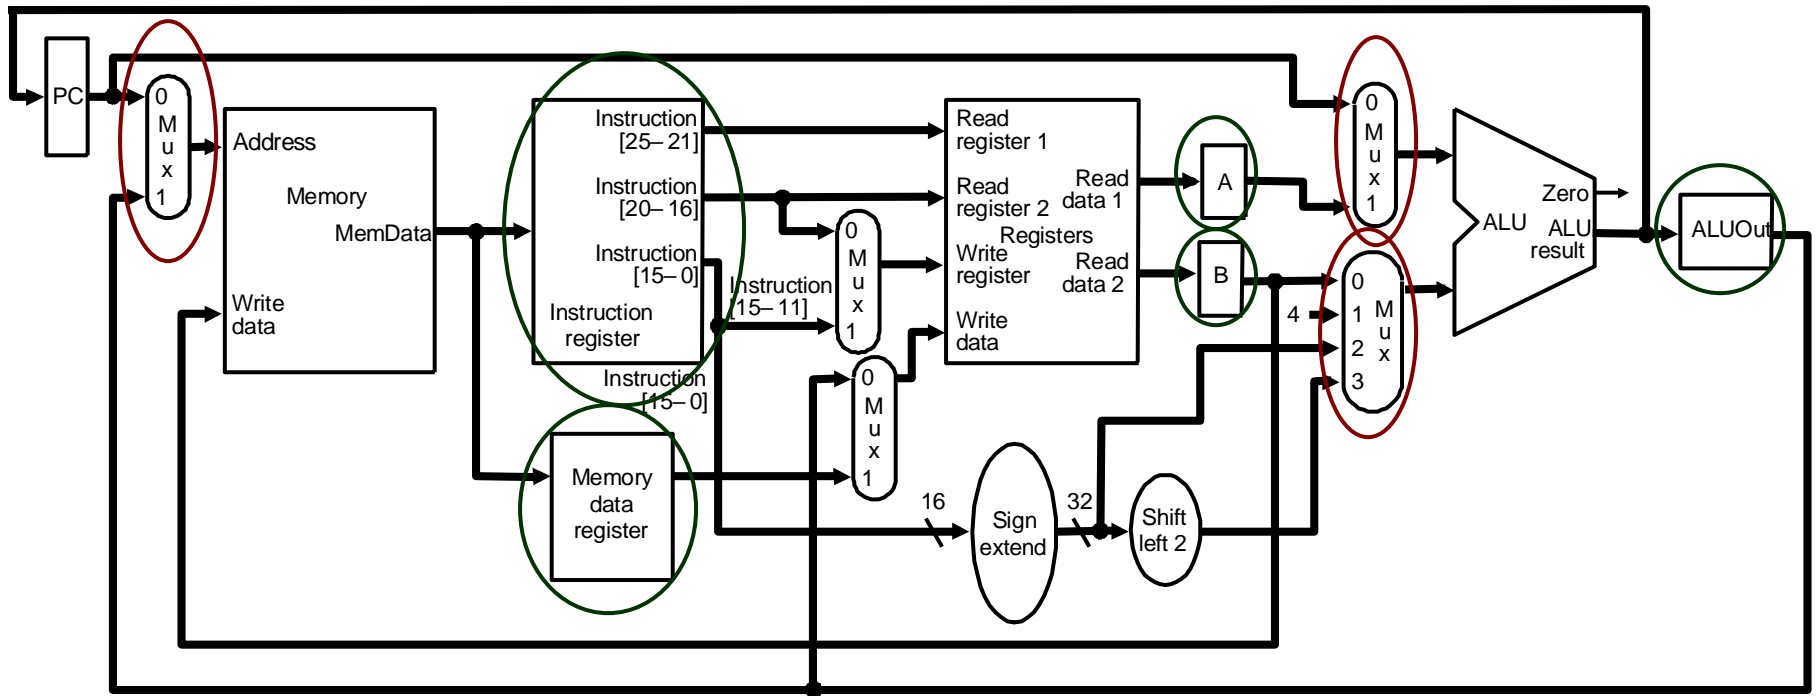 PC
0
M
u
x
1
Address
Memory
MemData
Write
data
Instruction
[25–21]
Instruction
[20–16]
Instruction
[15–0]
Instruction
register
Instruction
[15–11]
Instruction
[15–0]
Memory
data
register
0
M
u
x
1
0
M
u
x
1
Read
register 1
Read
register 2
Registers
Write
register
Write
data
Read
data 1
Read
data 2
16
Sign
extend
32
Shift
left 2
A
B
4
0
M
u
x
1
0
1
2
3
M
u
x
ALU
Zero
ALU
result
ALUOut